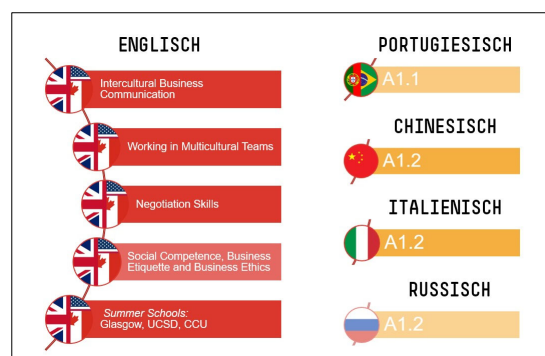 ENGLISCH
Intercultural Business
Communication
Working in Multicultural Teams
Negotiation Skills
Social Competence, Business
Etiquette and Business Ethics
Summer Schools:
Glasgow, UCSD, CCU
PORTUGIESISCH
A1.1
CHINESISCH
A1.2
ITALIENISCH
A1.2
RUSSISCH
A1.2